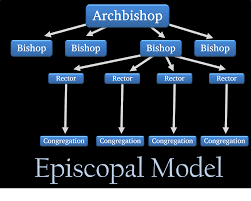 Archbishop
Bishop Bishop Bishop Bishop
Rector Rector Rector Rector
Congregation Congregation Congregation Congregation
Episcopal Model